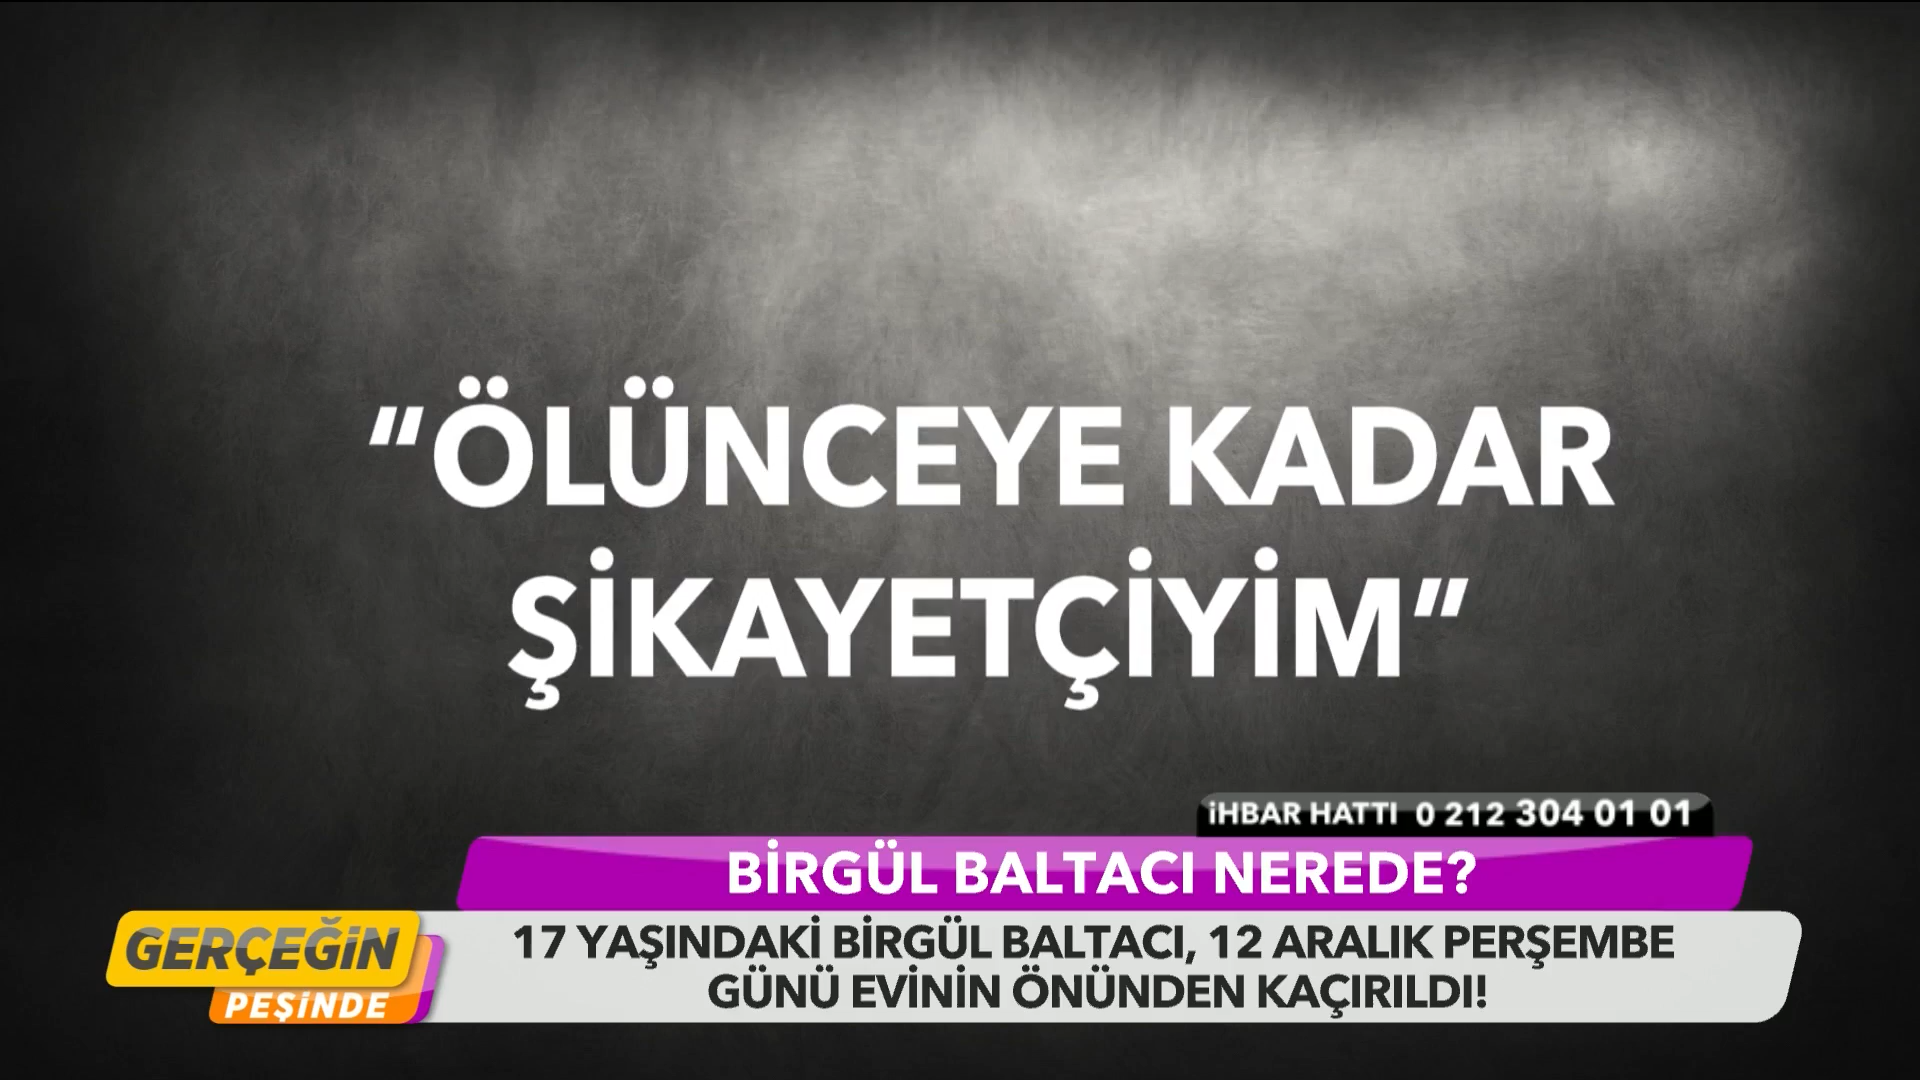 “ÖLÜNCEYE KADAR
ŞİKAYETÇİYİM”
İHBAR HATTI 0 212 304 01 01
BİRGÜL BALTACI NEREDE?
GERÇEĞİN
PEŞİNDE
17 YAŞINDAKİ BİRGÜL BALTACI, 12 ARALIK PERŞEMBE
GÜNÜ EVİNİN ÖNÜNDEN KAÇIRILDI!